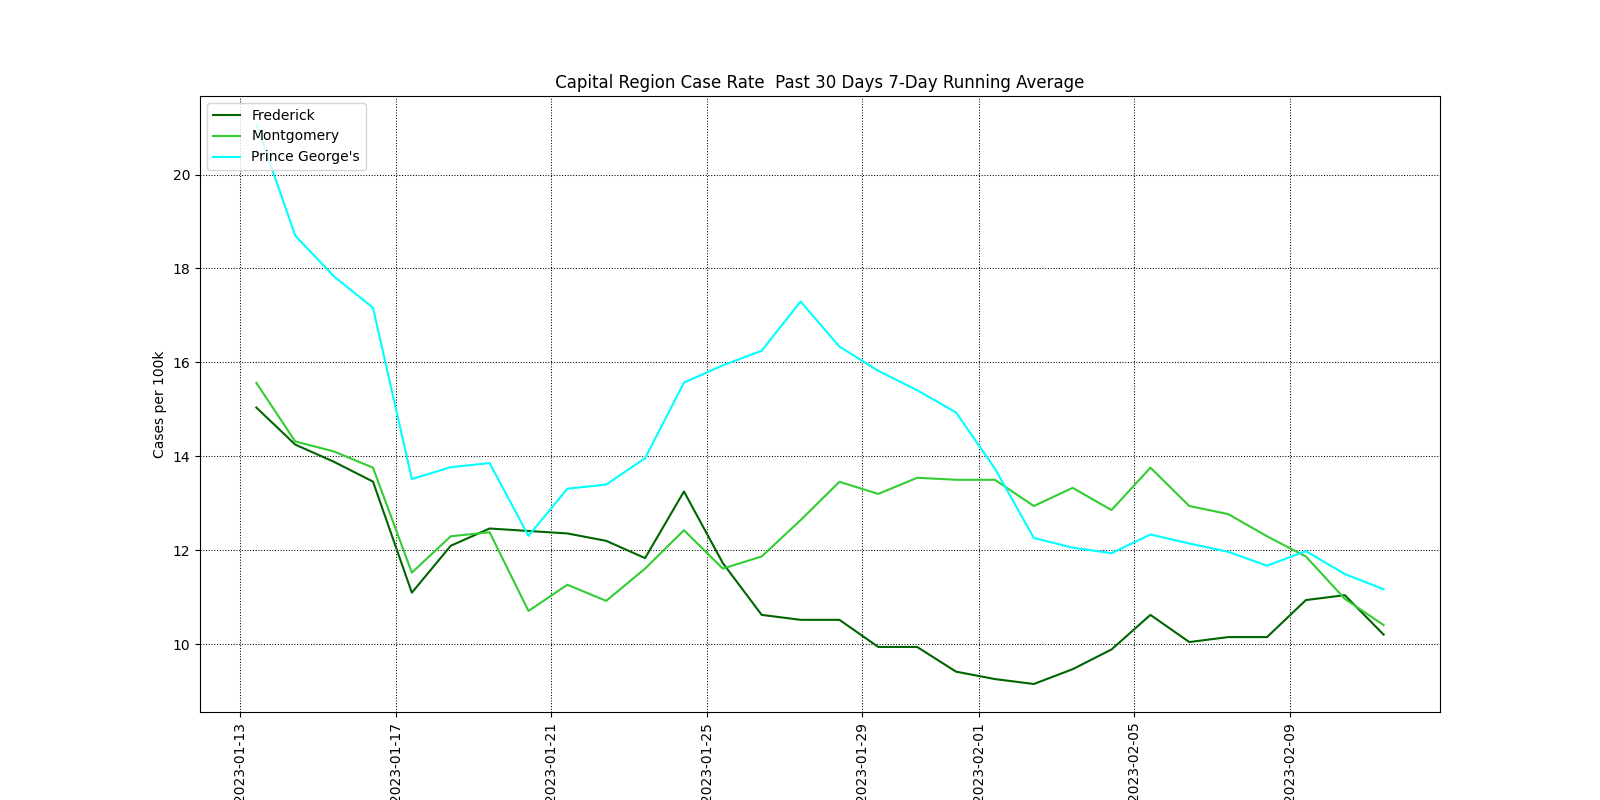 Capital Region Case Rate  Past 30 Days 7-Day Running Average
Frederick
Montgomery
Prince George's
Cases per 100k
20
18
16
14
12
10
2023-01-13
2023-01-17
2023-01-21
2023-01-25
2023-01-29
2023-02-01
2023-02-05
2023-02-09